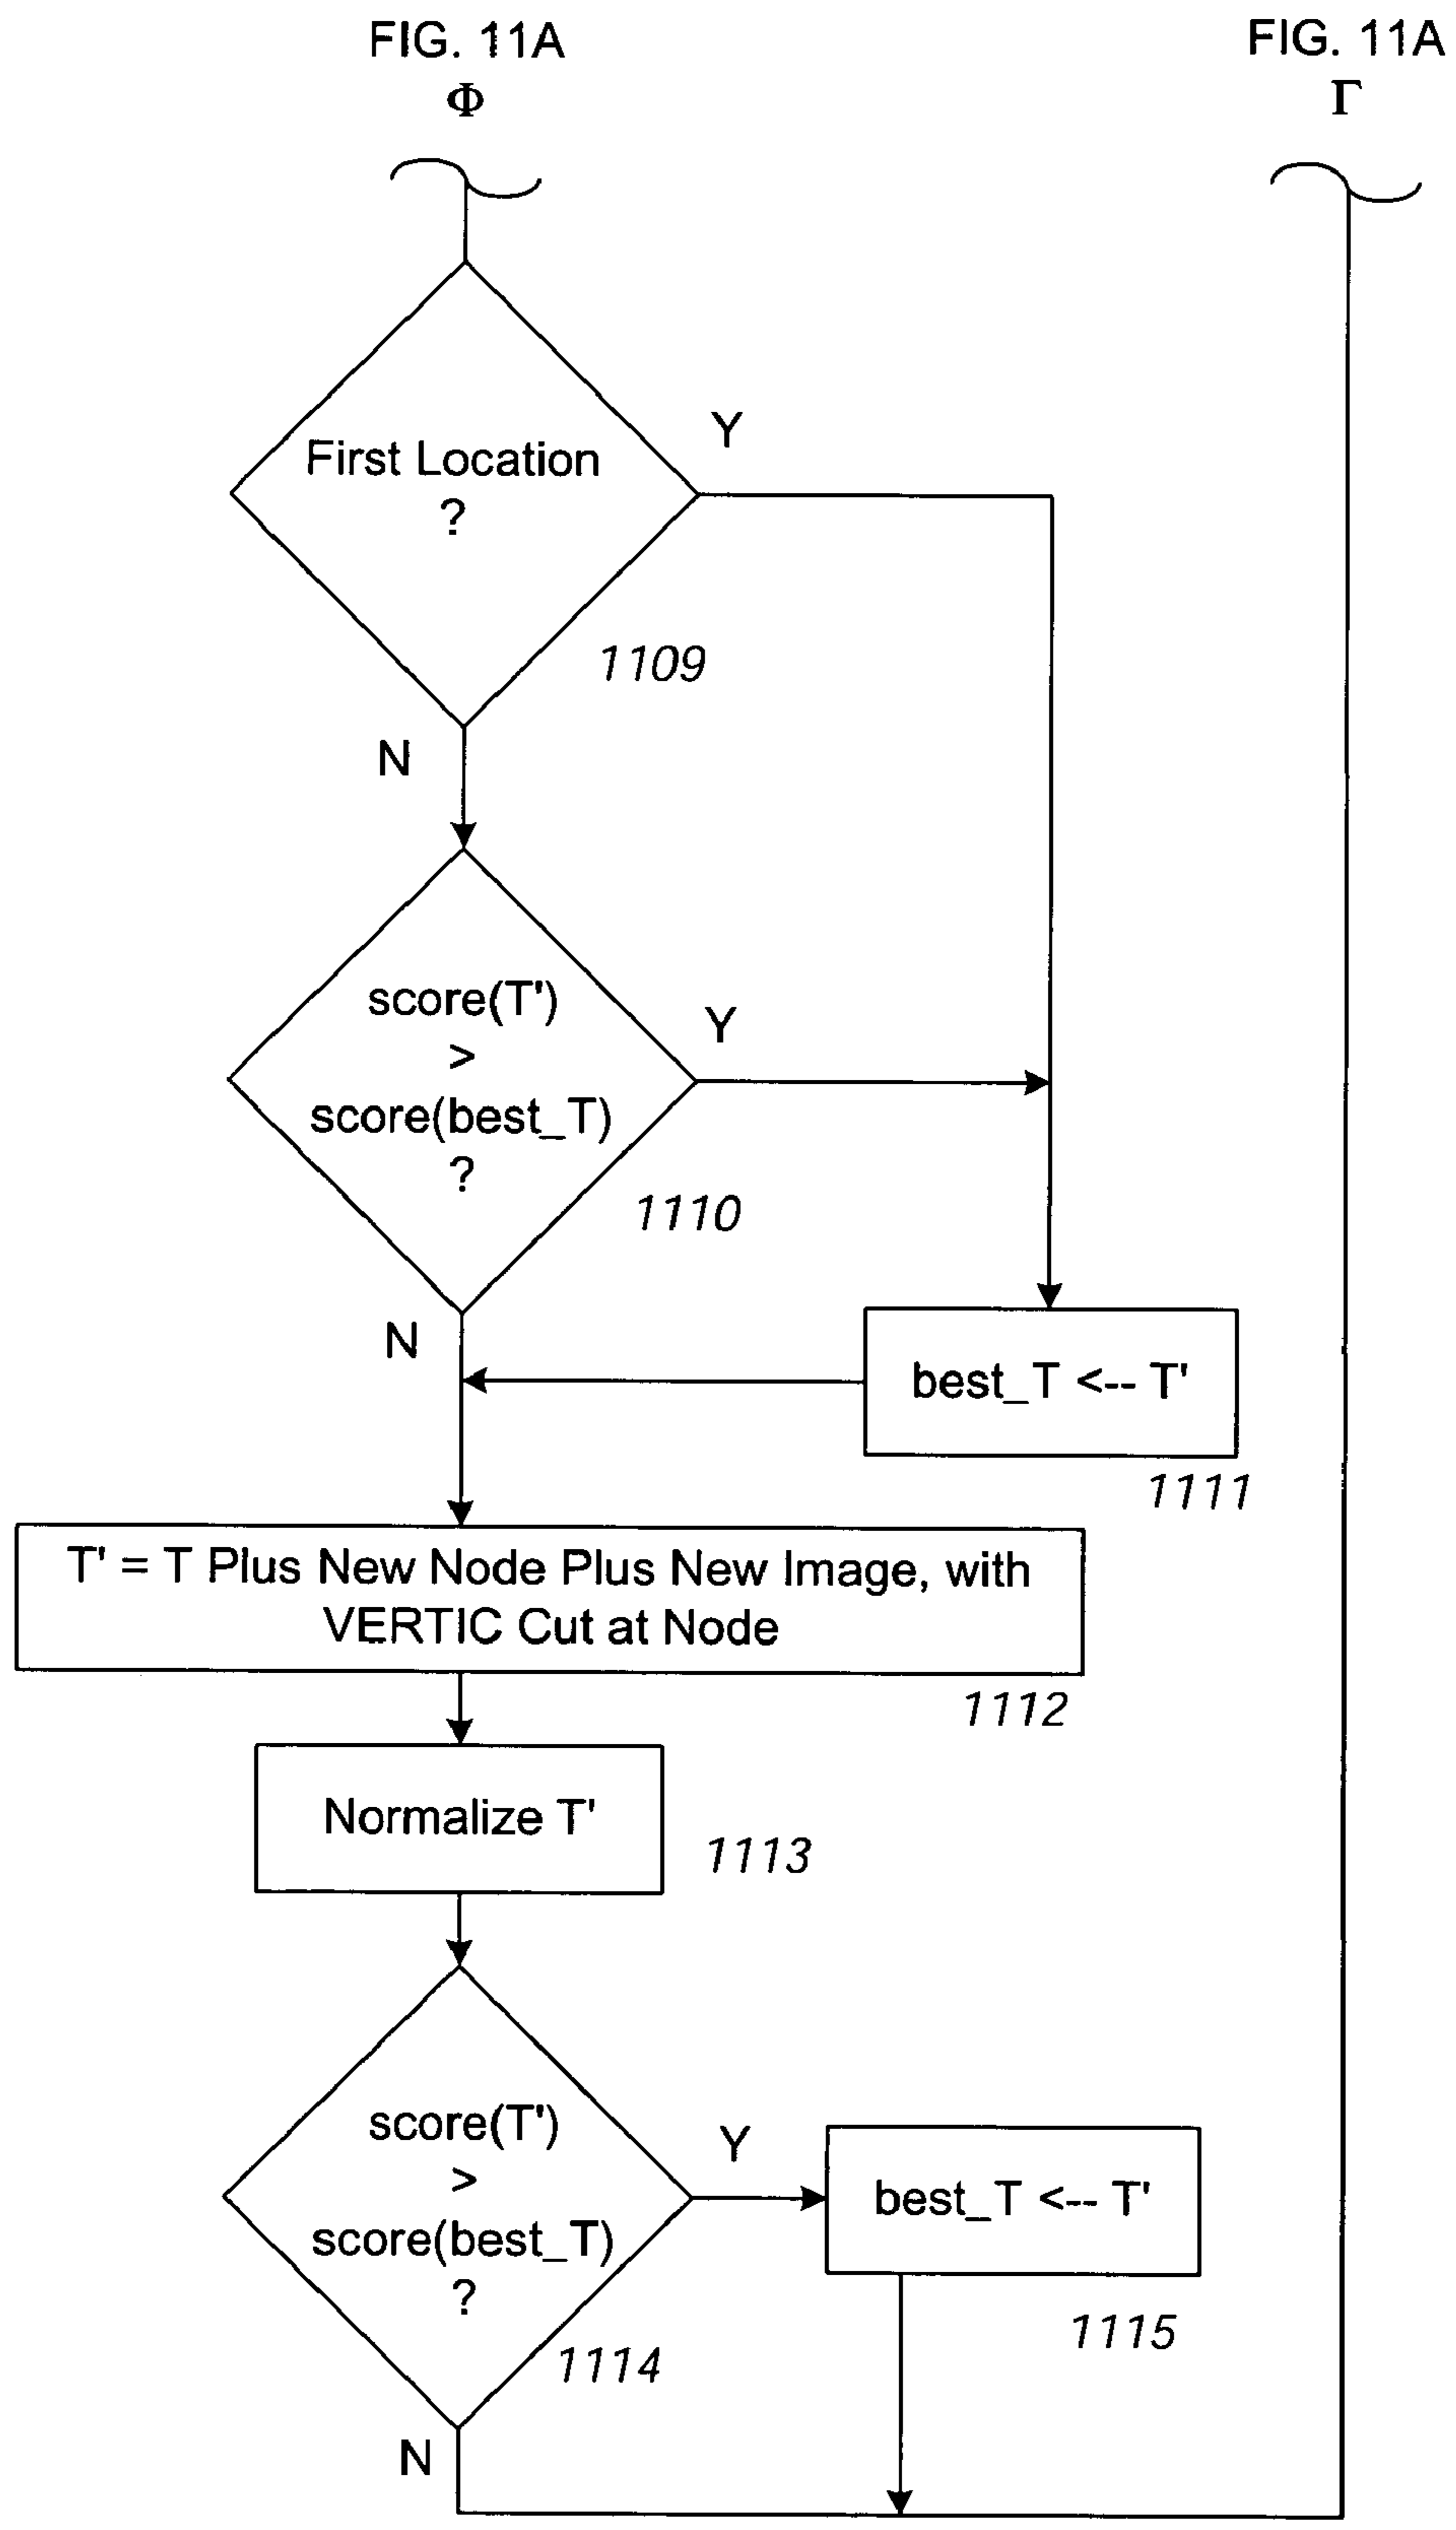 FIG. 11A
Φ
FIG. 11A
Γ
First Location
?
Y
1109
N
score(T')
>
score(best_T)
?
Y
1110
N
best_T <-- T'
1111
T' = T Plus New Node Plus New Image, with
VERTIC Cut at Node
1112
Normalize T'
1113
score(T')
>
score(best_T)
?
Y
best_T <-- T'
1115
1114
N